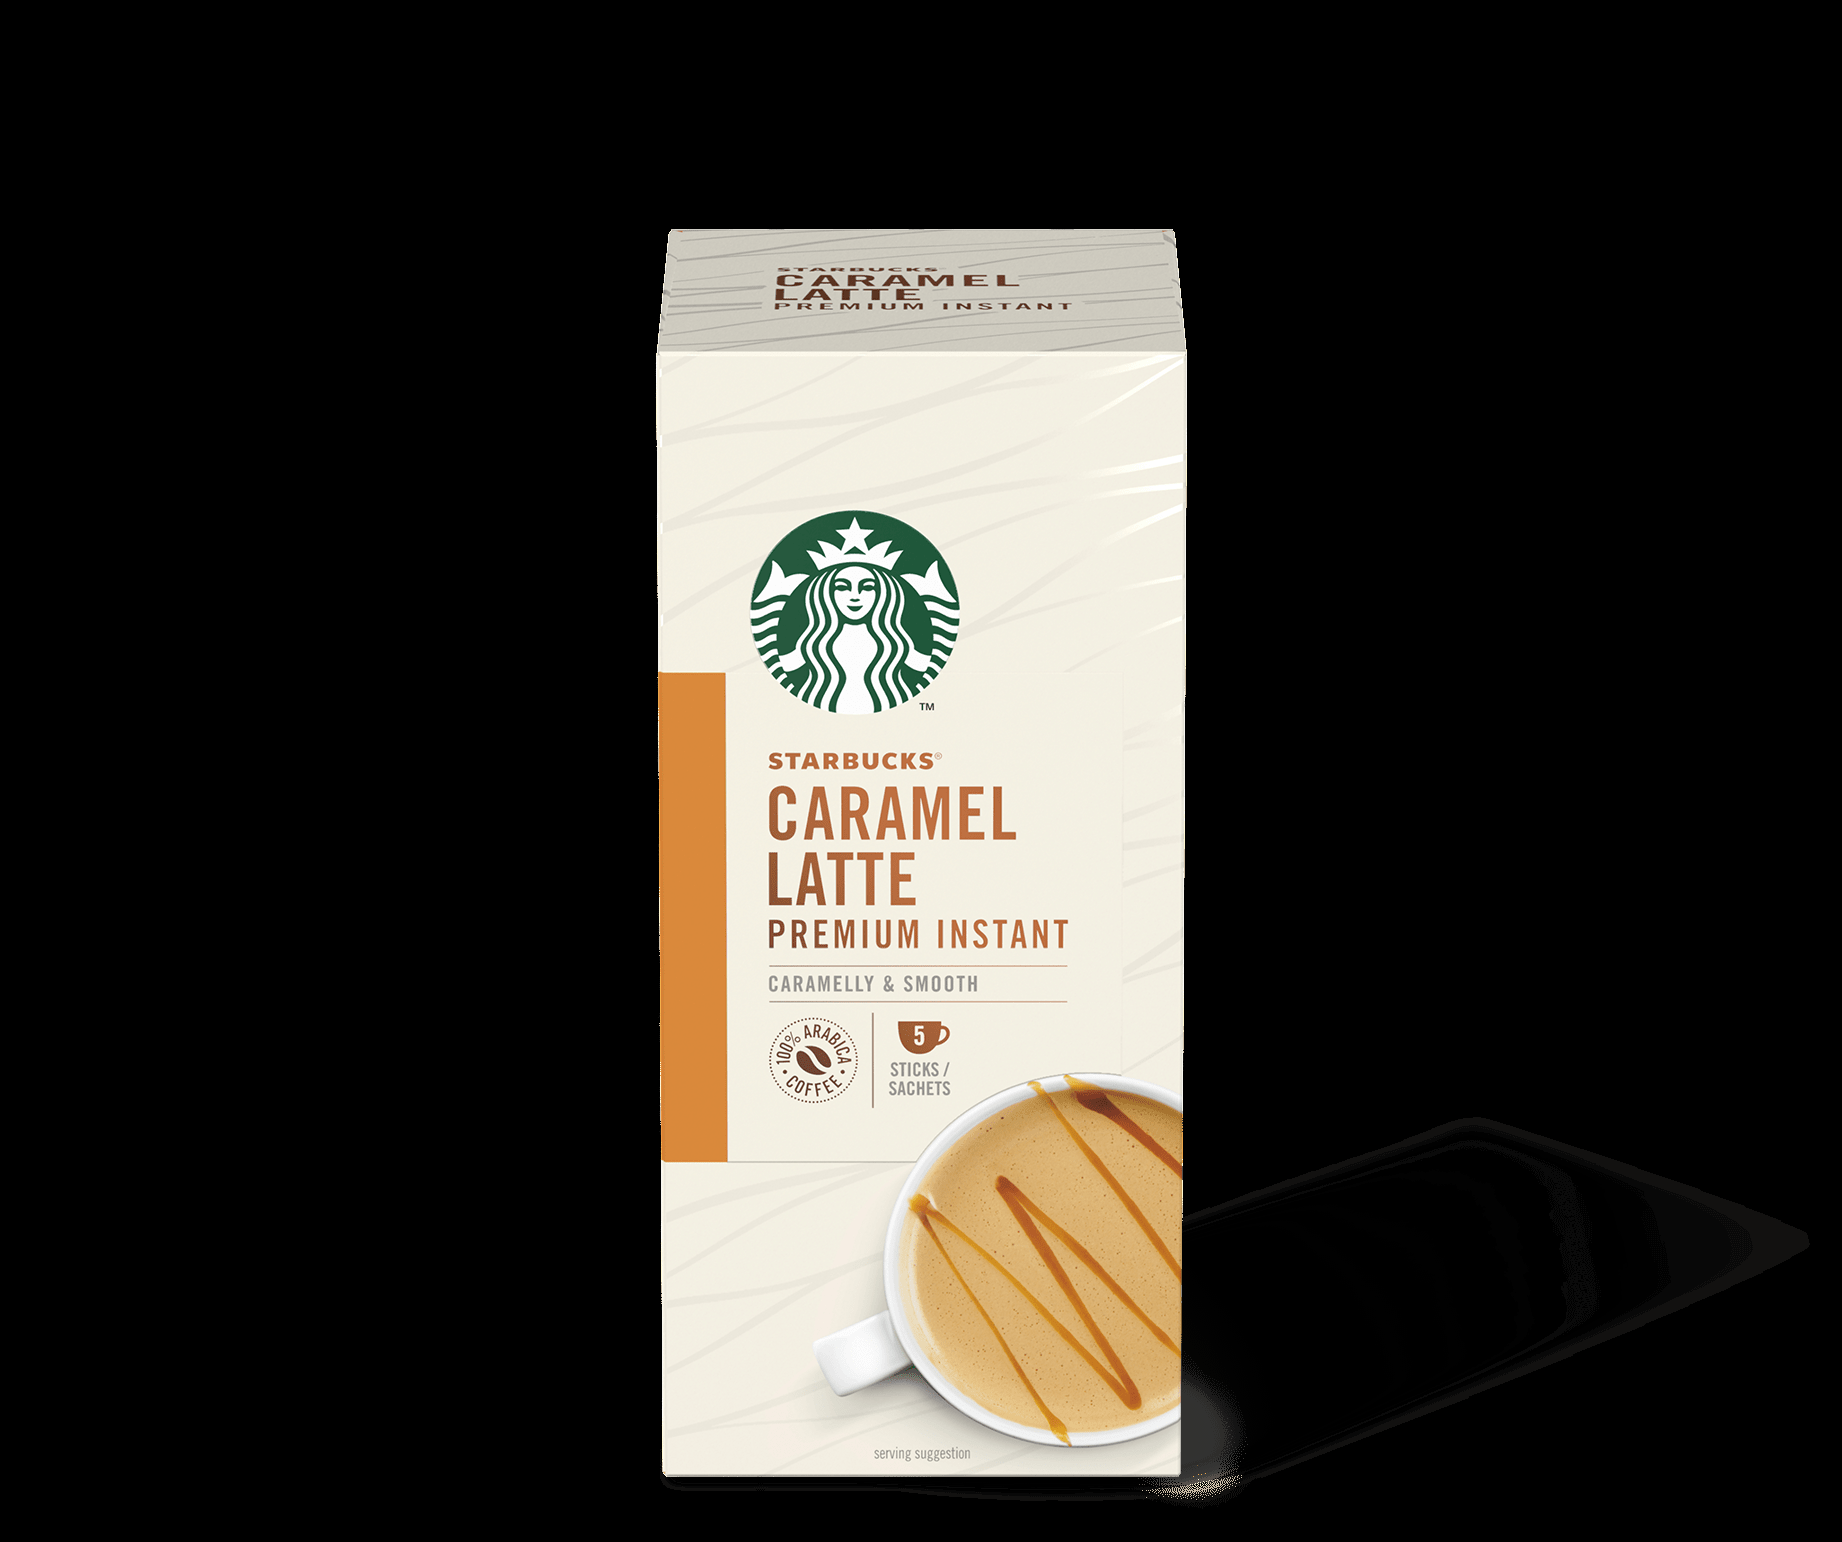 STARBUCKS®
CARAMEL
LATTE
PREMIUM INSTANT
TM
STARBUCKS®
CARAMEL
LATTE
PREMIUM INSTANT
CARAMELLY & SMOOTH
100% ARABICA
• COFFEE •
5
STICKS /
SACHETS
serving suggestion